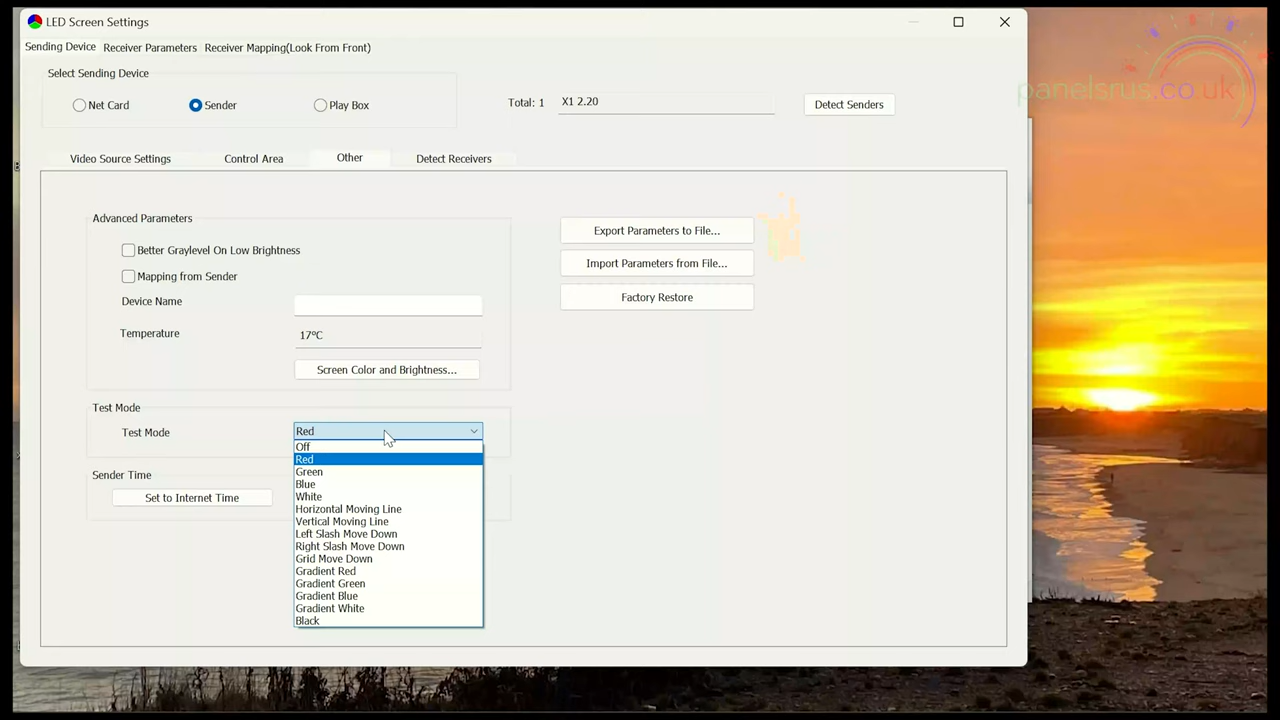 LED Screen Settings
Sending Device Receiver Parameters Receiver Mapping(Look From Front)
Select Sending Device
Net Card Sender Play Box Total: 1 X1 2.20 Detect Senders
panelsrus.co.uk
Video Source Settings Control Area Other Detect Receivers
Advanced Parameters
Better Graylevel On Low Brightness
Mapping from Sender
Device Name
Temperature 17°C
Screen Color and Brightness...
Export Parameters to File...
Import Parameters from File...
Factory Restore
Test Mode
Test Mode Red
Off
Red
Green
Blue
White
Horizontal Moving Line
Vertical Moving Line
Left Slash Move Down
Right Slash Move Down
Grid Move Down
Gradient Red
Gradient Green
Gradient Blue
Gradient White
Black
Sender Time
Set to Internet Time